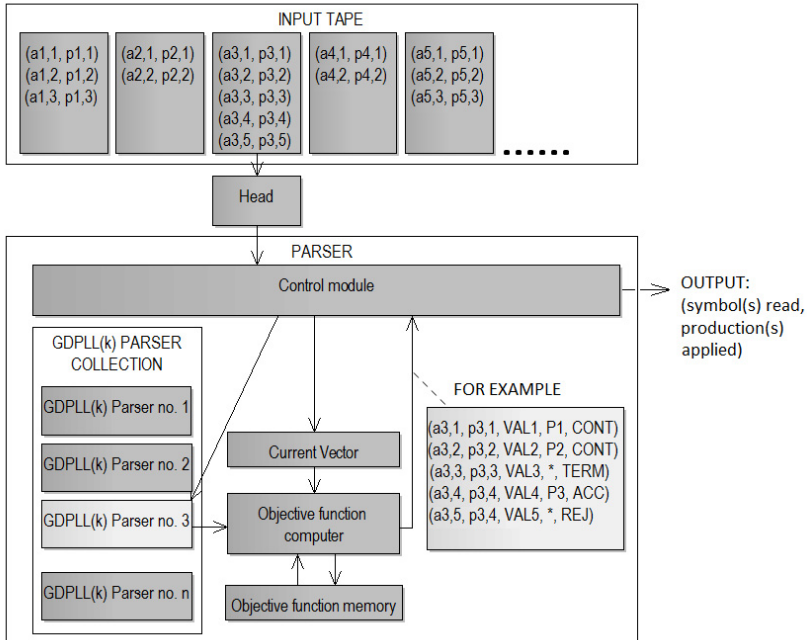 INPUT TAPE
(a1,1, p1,1)
(a1,2, p1,2)
(a1,3, p1,3)
(a2,1, p2,1)
(a2,2, p2,2)
(a3,1, p3,1)
(a3,2, p3,2)
(a3,3, p3,3)
(a3,4, p3,4)
(a3,5, p3,5)
(a4,1, p4,1)
(a4,2, p4,2)
(a5,1, p5,1)
(a5,2, p5,2)
(a5,3, p5,3)
......
Head
PARSER
Control module
OUTPUT:
(symbol(s) read,
production(s)
applied)
GDPLL(k) PARSER
COLLECTION
GDPLL(k) Parser no. 1
GDPLL(k) Parser no. 2
GDPLL(k) Parser no. 3
GDPLL(k) Parser no. n
Current Vector
Objective function
computer
Objective function memory
FOR EXAMPLE
(a3,1, p3,1, VAL1, P1, CONT)
(a3,2, p3,2, VAL2, P2, CONT)
(a3,3, p3,3, VAL3, *, TERM)
(a3,4, p3,4, VAL4, P3, ACC)
(a3,5, p3,4, VAL5, *, REJ)